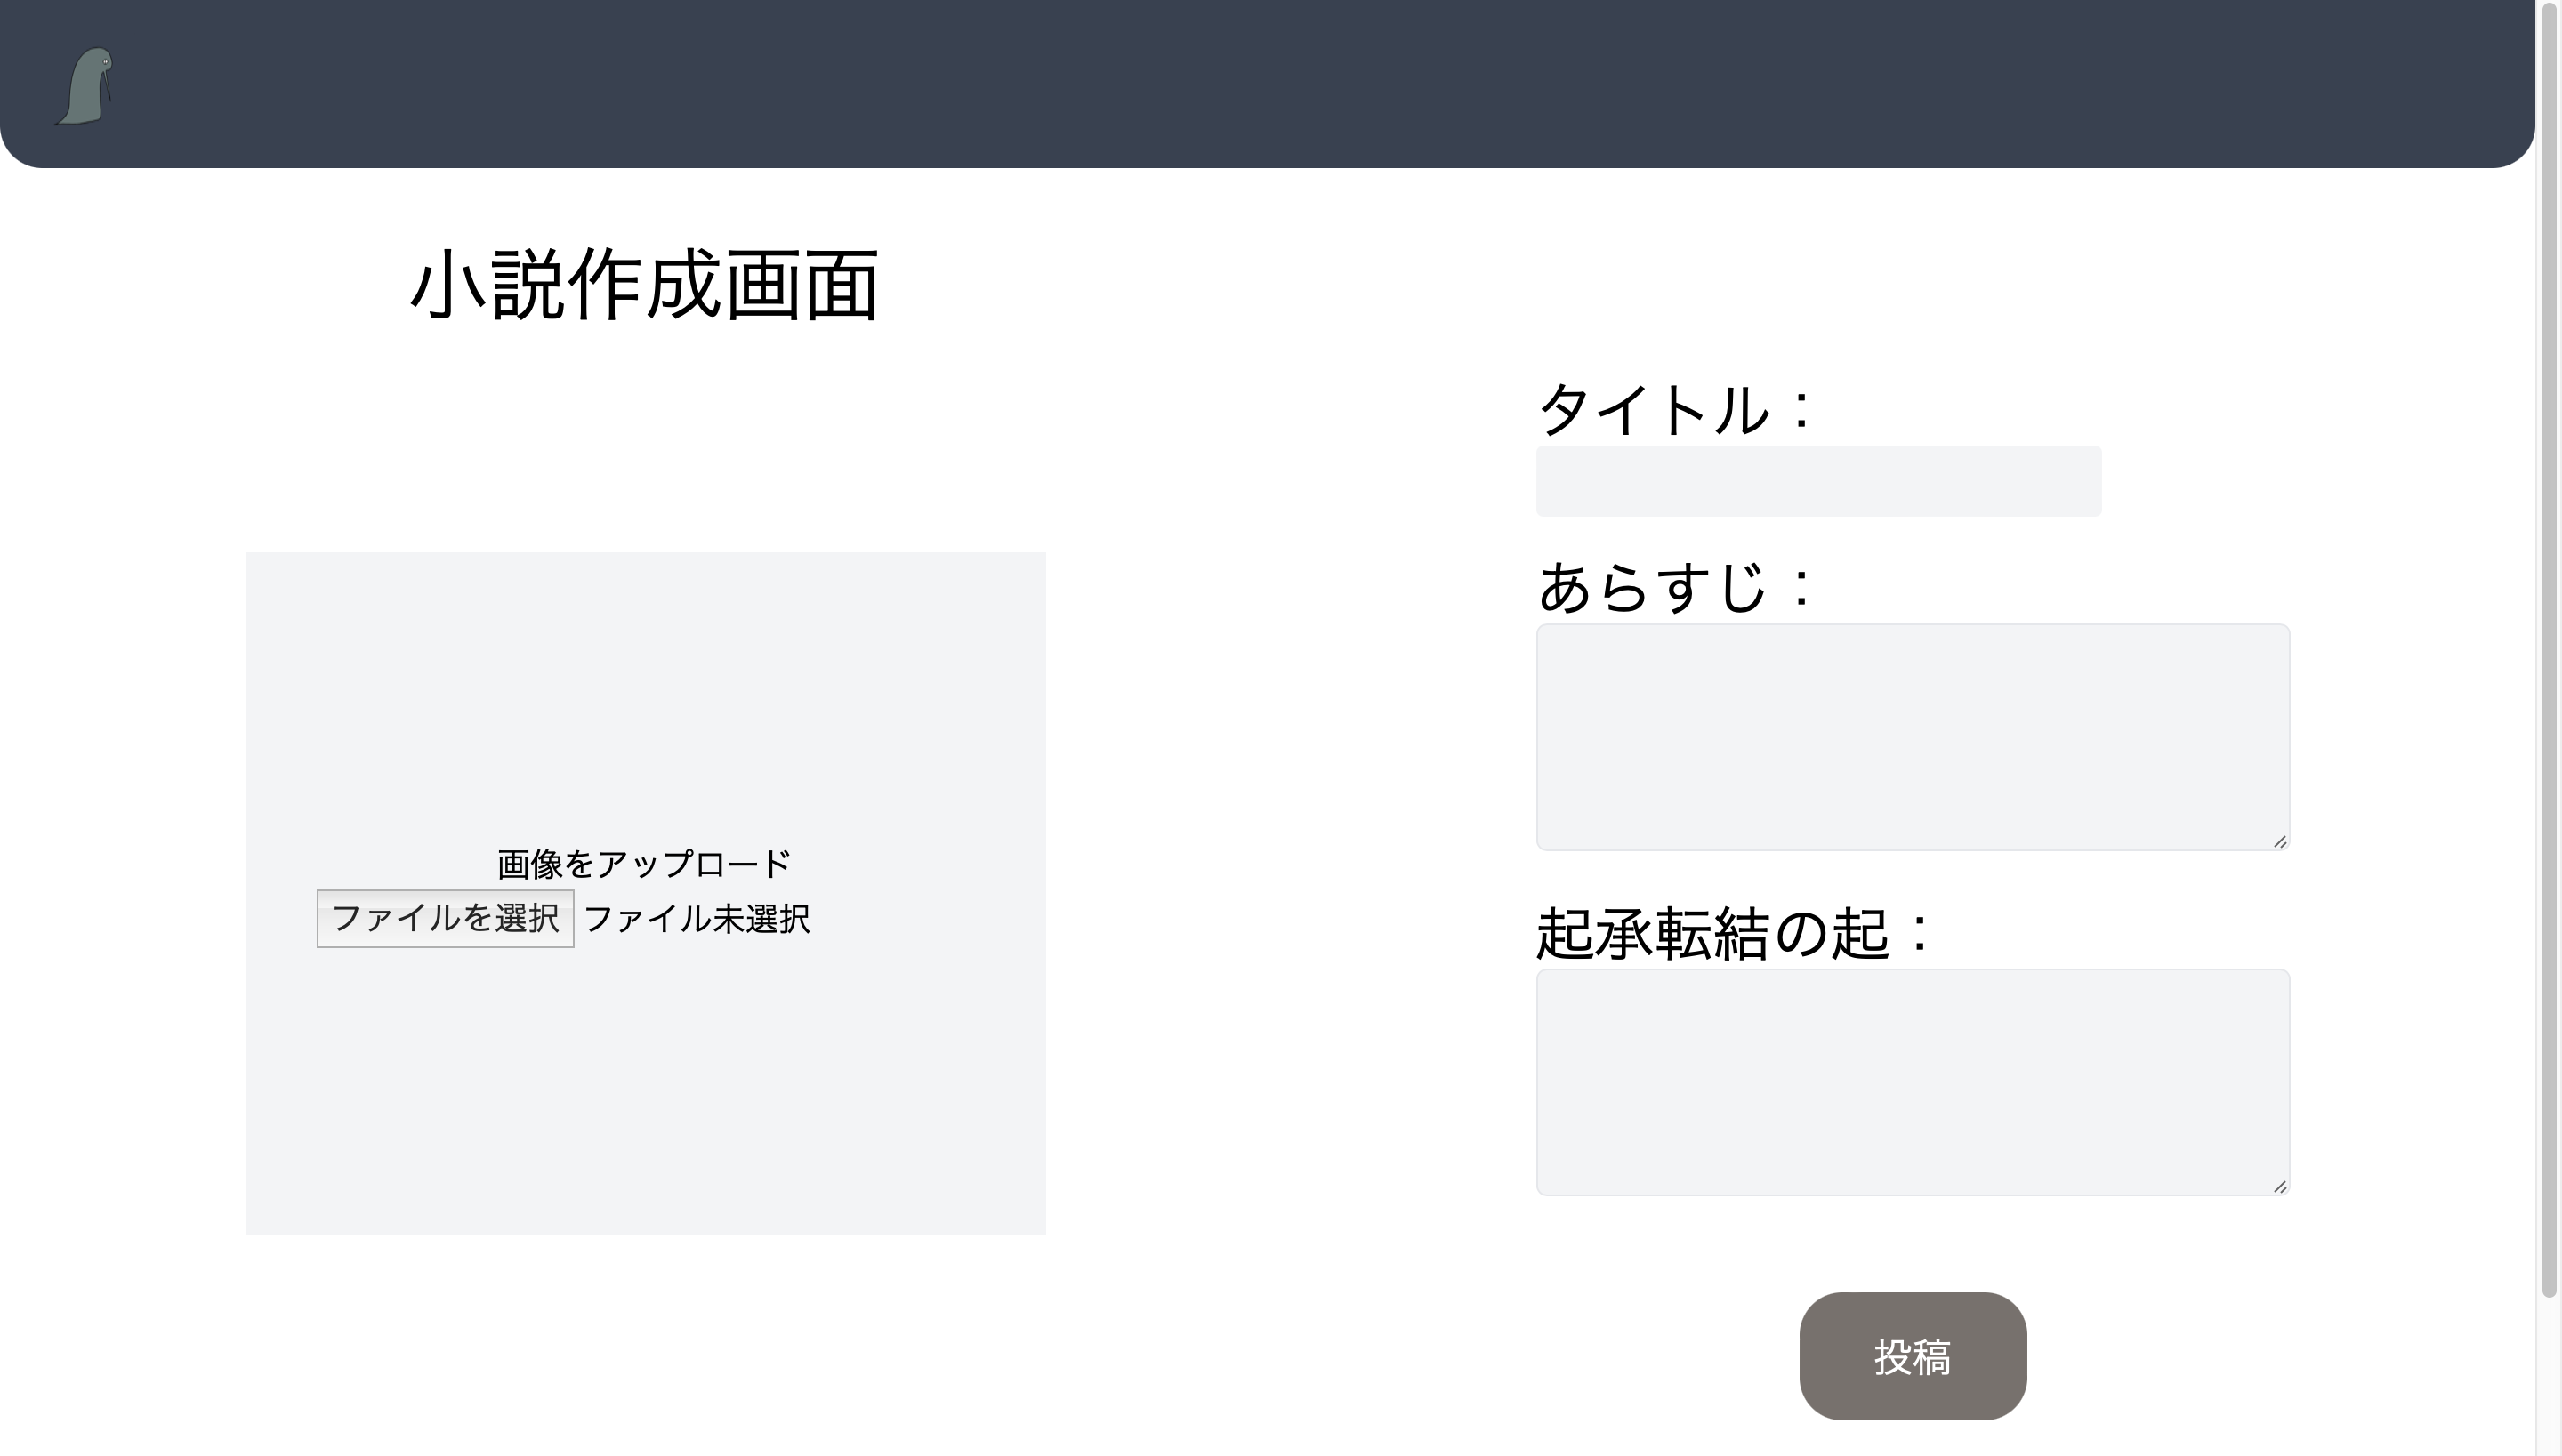 小説作成画面
タイトル：
あらすじ：
画像をアップロード
ファイルを選択 ファイル未選択
起承転結の起：
投稿